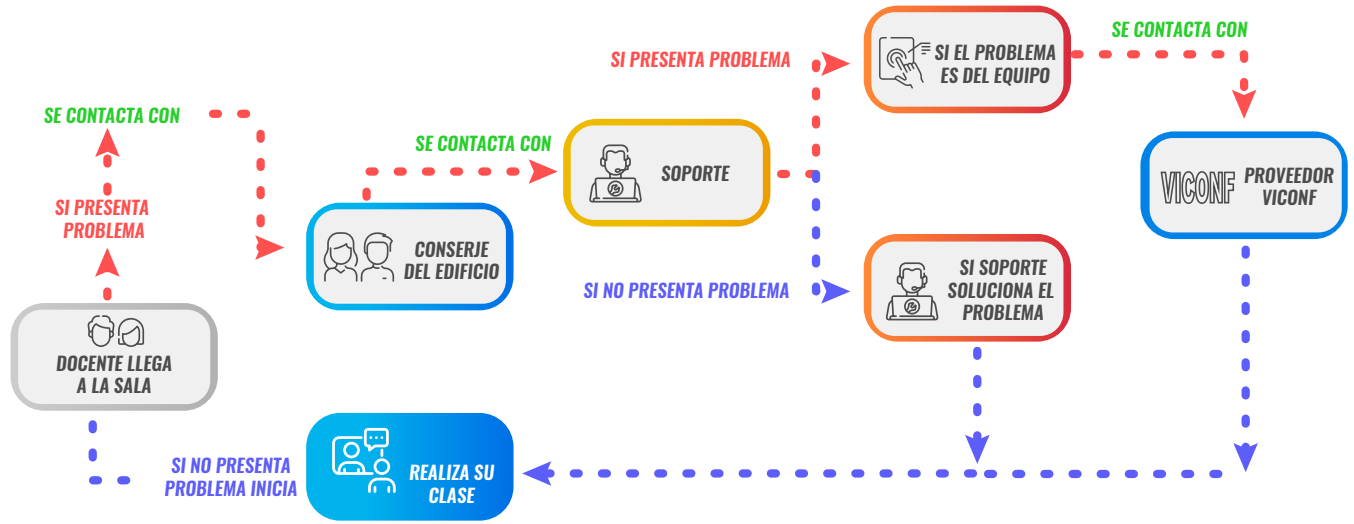 SE CONTACTA CON
SI PRESENTA
PROBLEMA
DOCENTE LLEGA
A LA SALA
SI NO PRESENTA
PROBLEMA INICIA
CONSERJE
DEL EDIFICIO
SE CONTACTA CON
SOPORTE
SI PRESENTA PROBLEMA
SI EL PROBLEMA
ES DEL EQUIPO
SE CONTACTA CON
VICONF
PROVEEDOR
VICONF
SI NO PRESENTA PROBLEMA
SI SOPORTE
SOLUCIONA EL
PROBLEMA
REALIZA SU
CLASE